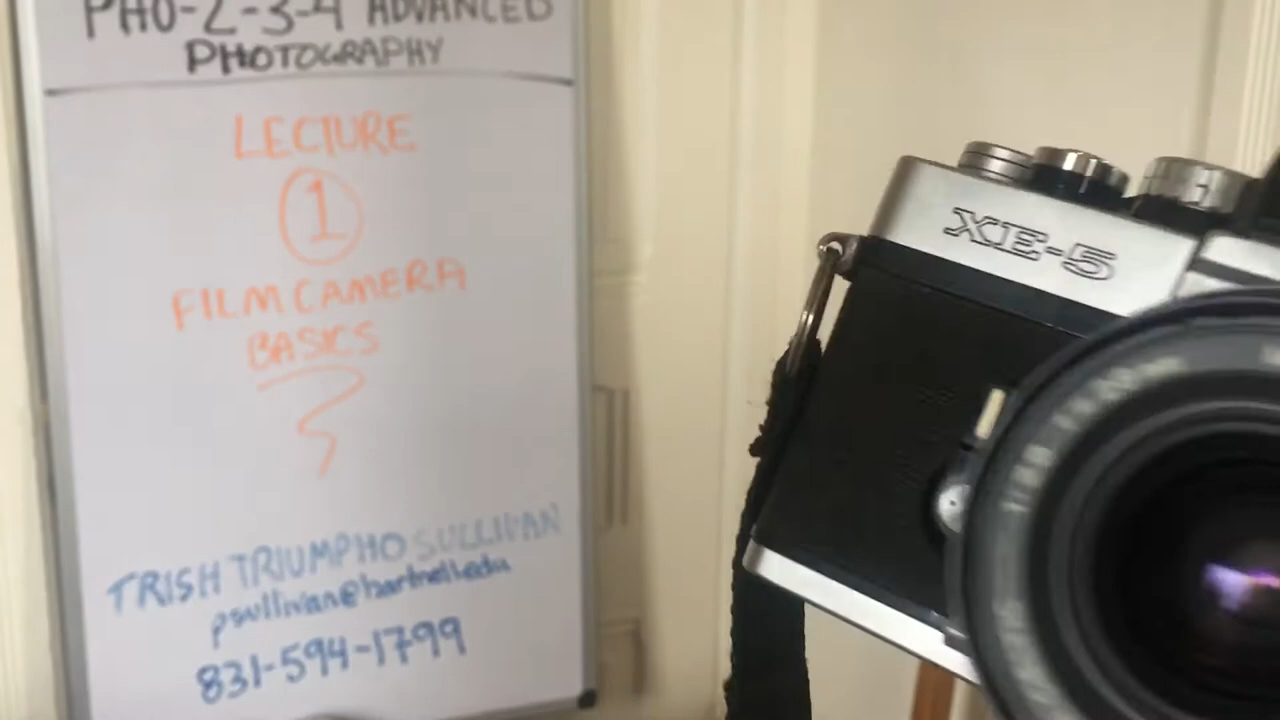 PHO-2-3-4 ADVANCED
PHOTOGRAPHY
LECTURE
1
FILM CAMERA
BASICS
TRISH TRIUMPHO SULLIVAN
psullivan@hartnell.edu
831-594-1799
XE-5